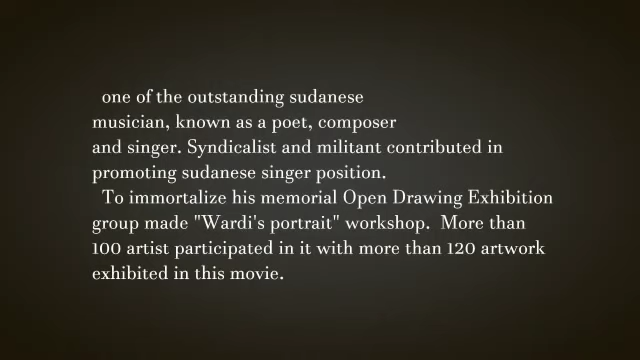 one of the outstanding sudanese
musician, known as a poet, composer
and singer. Syndicalist and militant contributed in
promoting sudanese singer position.
To immortalize his memorial Open Drawing Exhibition
group made "Wardi's portrait" workshop. More than
100 artist participated in it with more than 120 artwork
exhibited in this movie.